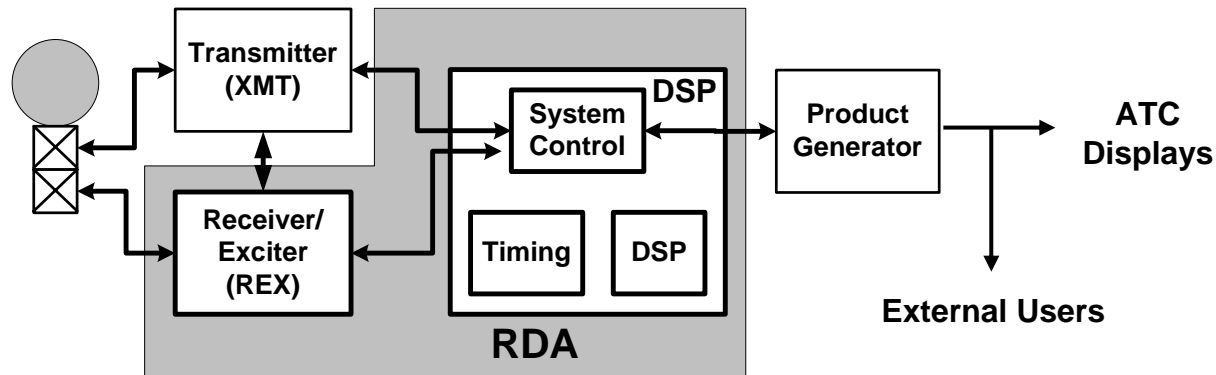 Transmitter
(XMT)
Receiver/
Exciter
(REX)
DSP
System
Control
Timing
DSP
RDA
Product
Generator
ATC
Displays
External Users